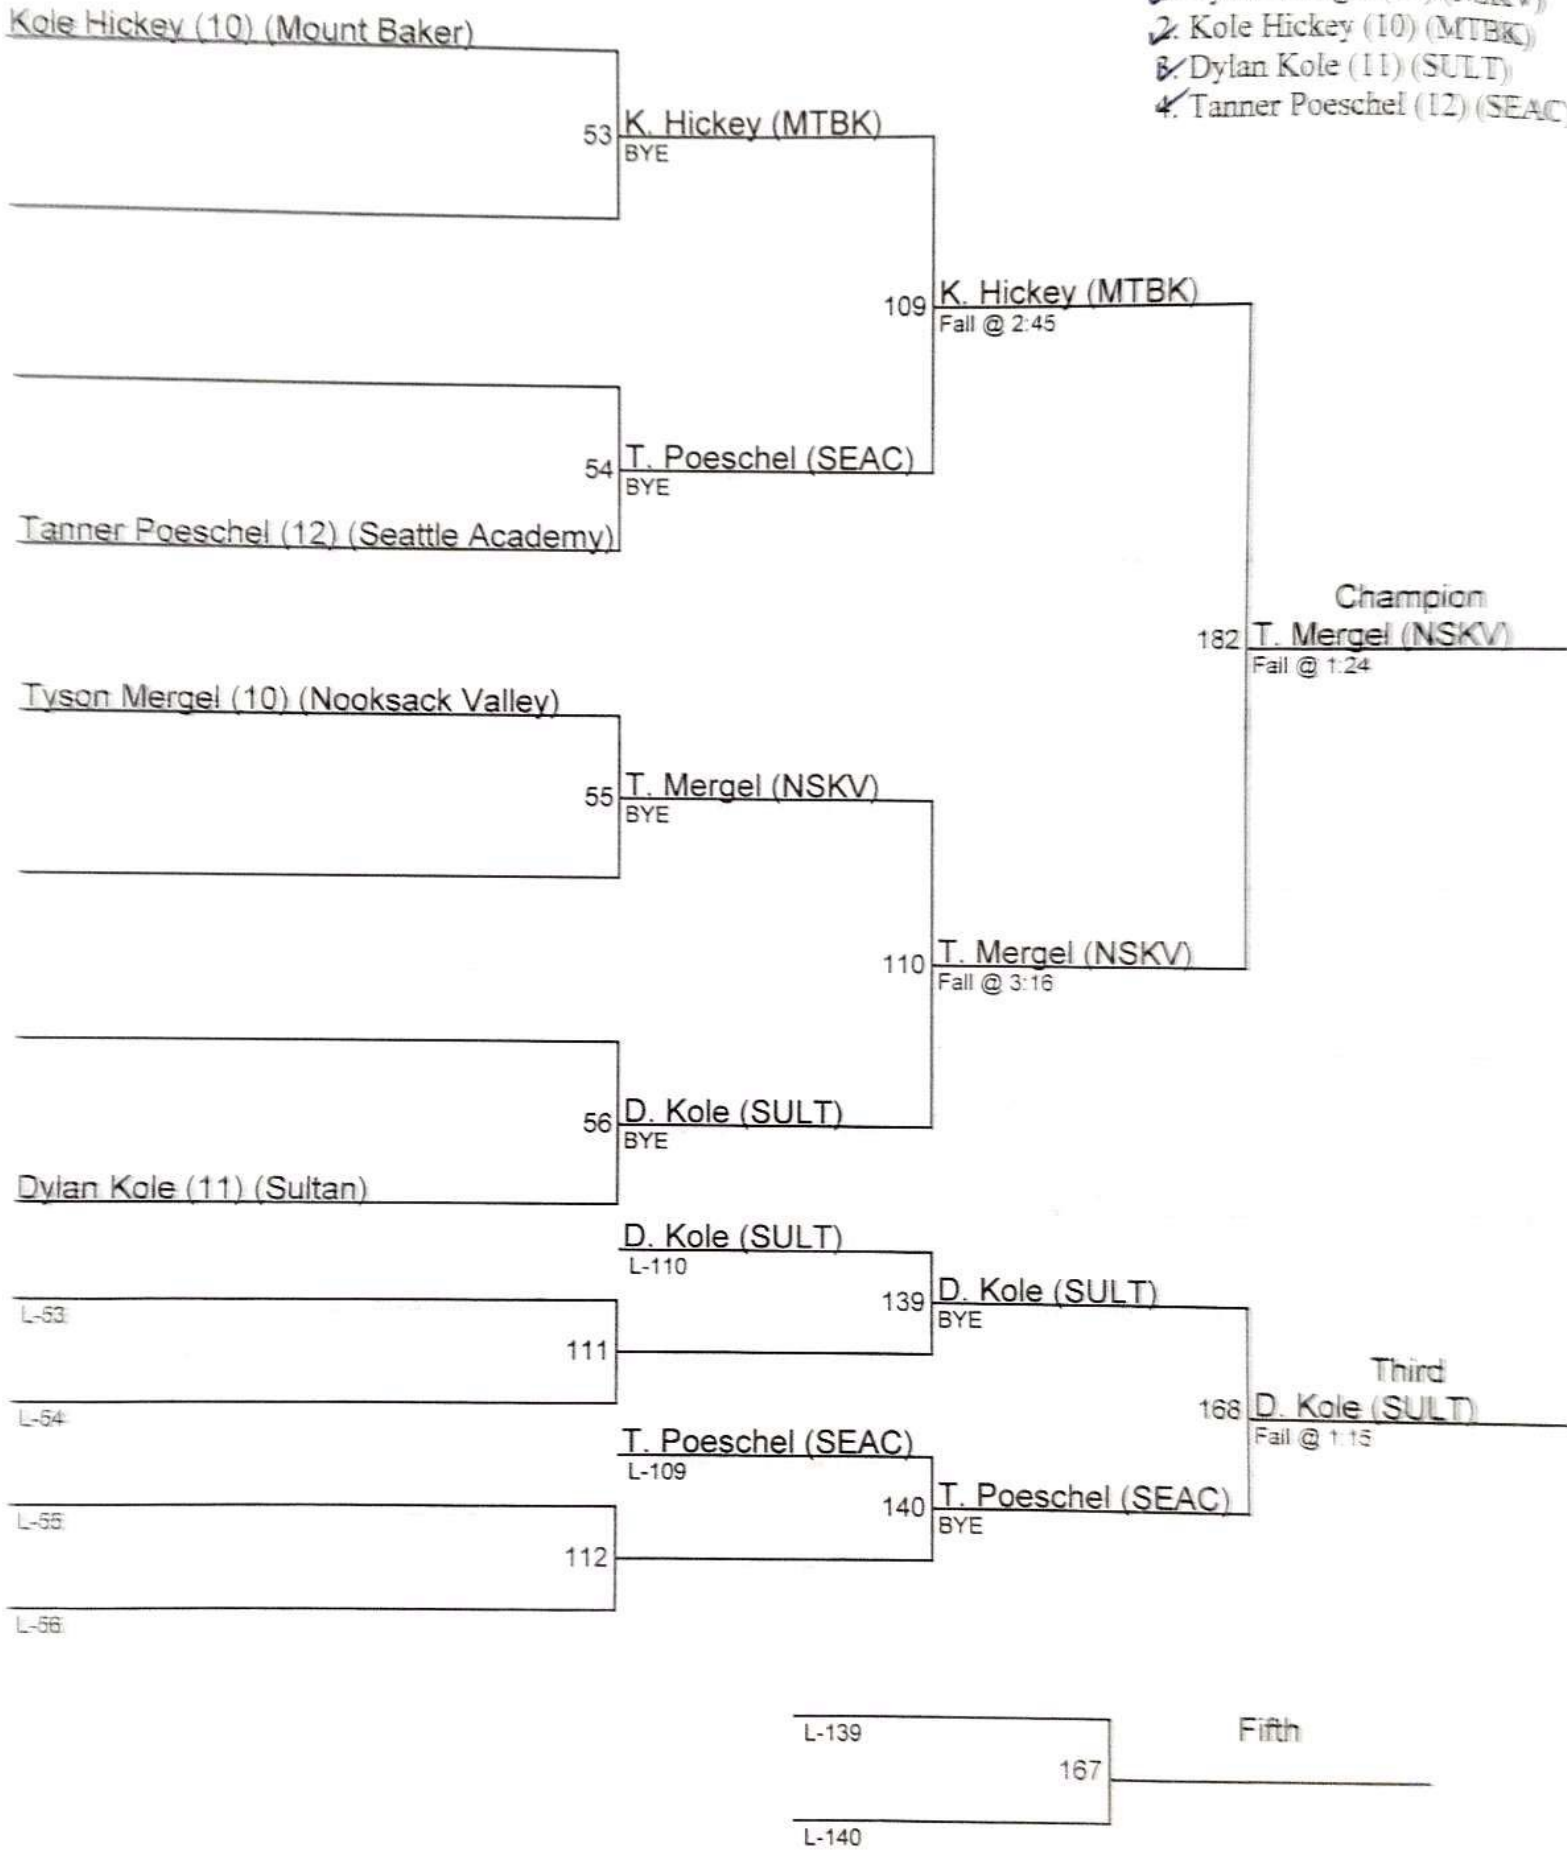 Kole Hickey (10) (Mount Baker)
2. Kole Hickey (10) (MTBK)
3. Dylan Kole (11) (SULT)
4. Tanner Poeschel (12) (SEAC)
53 K. Hickey (MTBK)
BYE
109 K. Hickey (MTBK)
Fall @ 2:45
54 T. Poeschel (SEAC)
BYE
Tanner Poeschel (12) (Seattle Academy)
Champion
182 T. Mergel (NSKV)
Fall @ 1:24
Tyson Mergel (10) (Nooksack Valley)
55 T. Mergel (NSKV)
BYE
110 T. Mergel (NSKV)
Fall @ 3:16
56 D. Kole (SULT)
BYE
Dylan Kole (11) (Sultan)
D. Kole (SULT)
L-110
139 D. Kole (SULT)
BYE
L-53
111
Third
168 D. Kole (SULT)
Fall @ 1:15
L-54
T. Poeschel (SEAC)
L-109
140 T. Poeschel (SEAC)
BYE
L-55
112
L-56
L-139
Fifth
167
L-140